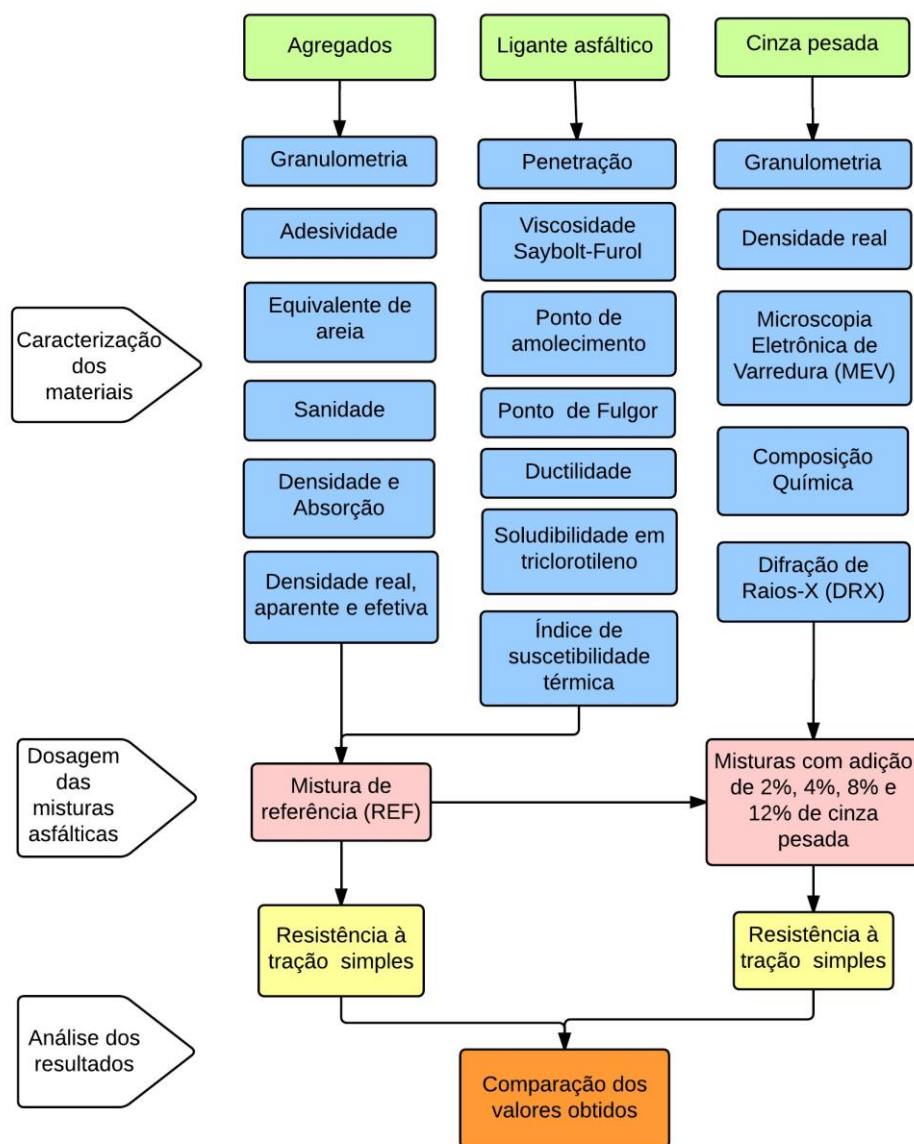 Agregados
Ligante asfáltico
Cinza pesada
Granulometria
Penetração
Granulometria
Adesividade
Viscosidade
Saybolt-Furol
Densidade real
Equivalente de
areia
Ponto de
amolecimento
Microscopia
Eletrônica de
Varredura (MEV)
Caracterização
dos
materiais
Sanidade
Ponto de Fulgor
Densidade e
Absorção
Ductilidade
Composição
Química
Soludibilidade em
triclorotileno
Densidade real,
aparente e efetiva
Difração de
Raios-X (DRX)
Índice de
suscetibilidade
térmica
Dosagem
das
misturas
asfálticas
Mistura de
referência (REF)
Misturas com adição
de 2%, 4%, 8% e
12% de cinza
pesada
Resistência à
tração simples
Resistência à
tração simples
Análise dos
resultados
Comparação dos
valores obtidos